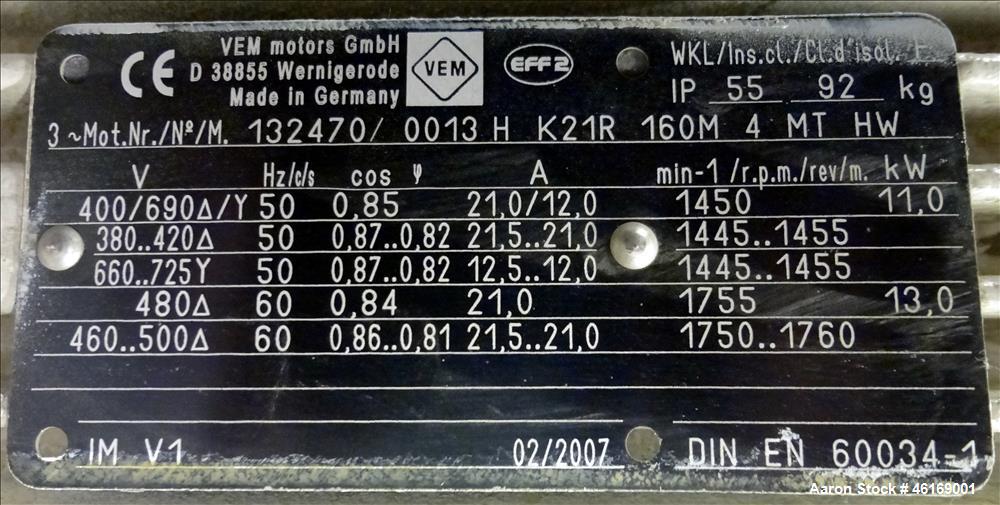 VEM motors GmbH
D 38855 Wernigerode
Made in Germany
CE
VEM
EFF2
WKL/Ins.cl./Cl.d'isol. F
IP 55 92 kg
3 ~Mot.Nr./Nº/M. 132470/ 0013 H K21R 160M 4 MT HW
V Hz/c/s cos φ A min-1/r.p.m./rev/m. kW
400/690Δ/Y 50 0,85 21,0/12,0 1450 11,0
380..420Δ 50 0,87..0,82 21,5..21,0 1445..1455
660..725Y 50 0,87..0,82 12,5..12,0 1445..1455
480Δ 60 0,84 21,0 1755 13,0
460..500Δ 60 0,86..0,81 21,5..21,0 1750..1760
IM V1 02/2007 DIN EN 60034-1
Aaron Stock # 46169001